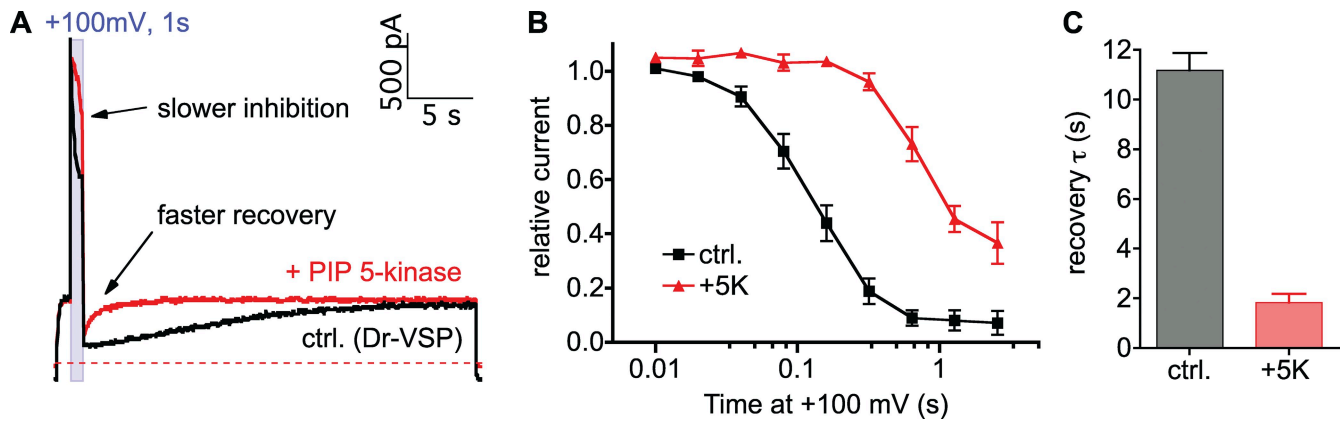 A
+100mV, 1s
500 pA
5 s
slower inhibition
faster recovery
+ PIP 5-kinase
ctrl. (Dr-VSP)
B
relative current
1.0
0.8
0.6
0.4
0.2
0.0
ctrl.
+5K
0.01
0.1
1
Time at +100 mV (s)
C
recovery τ (s)
12
10
8
6
4
2
0
ctrl.
+5K